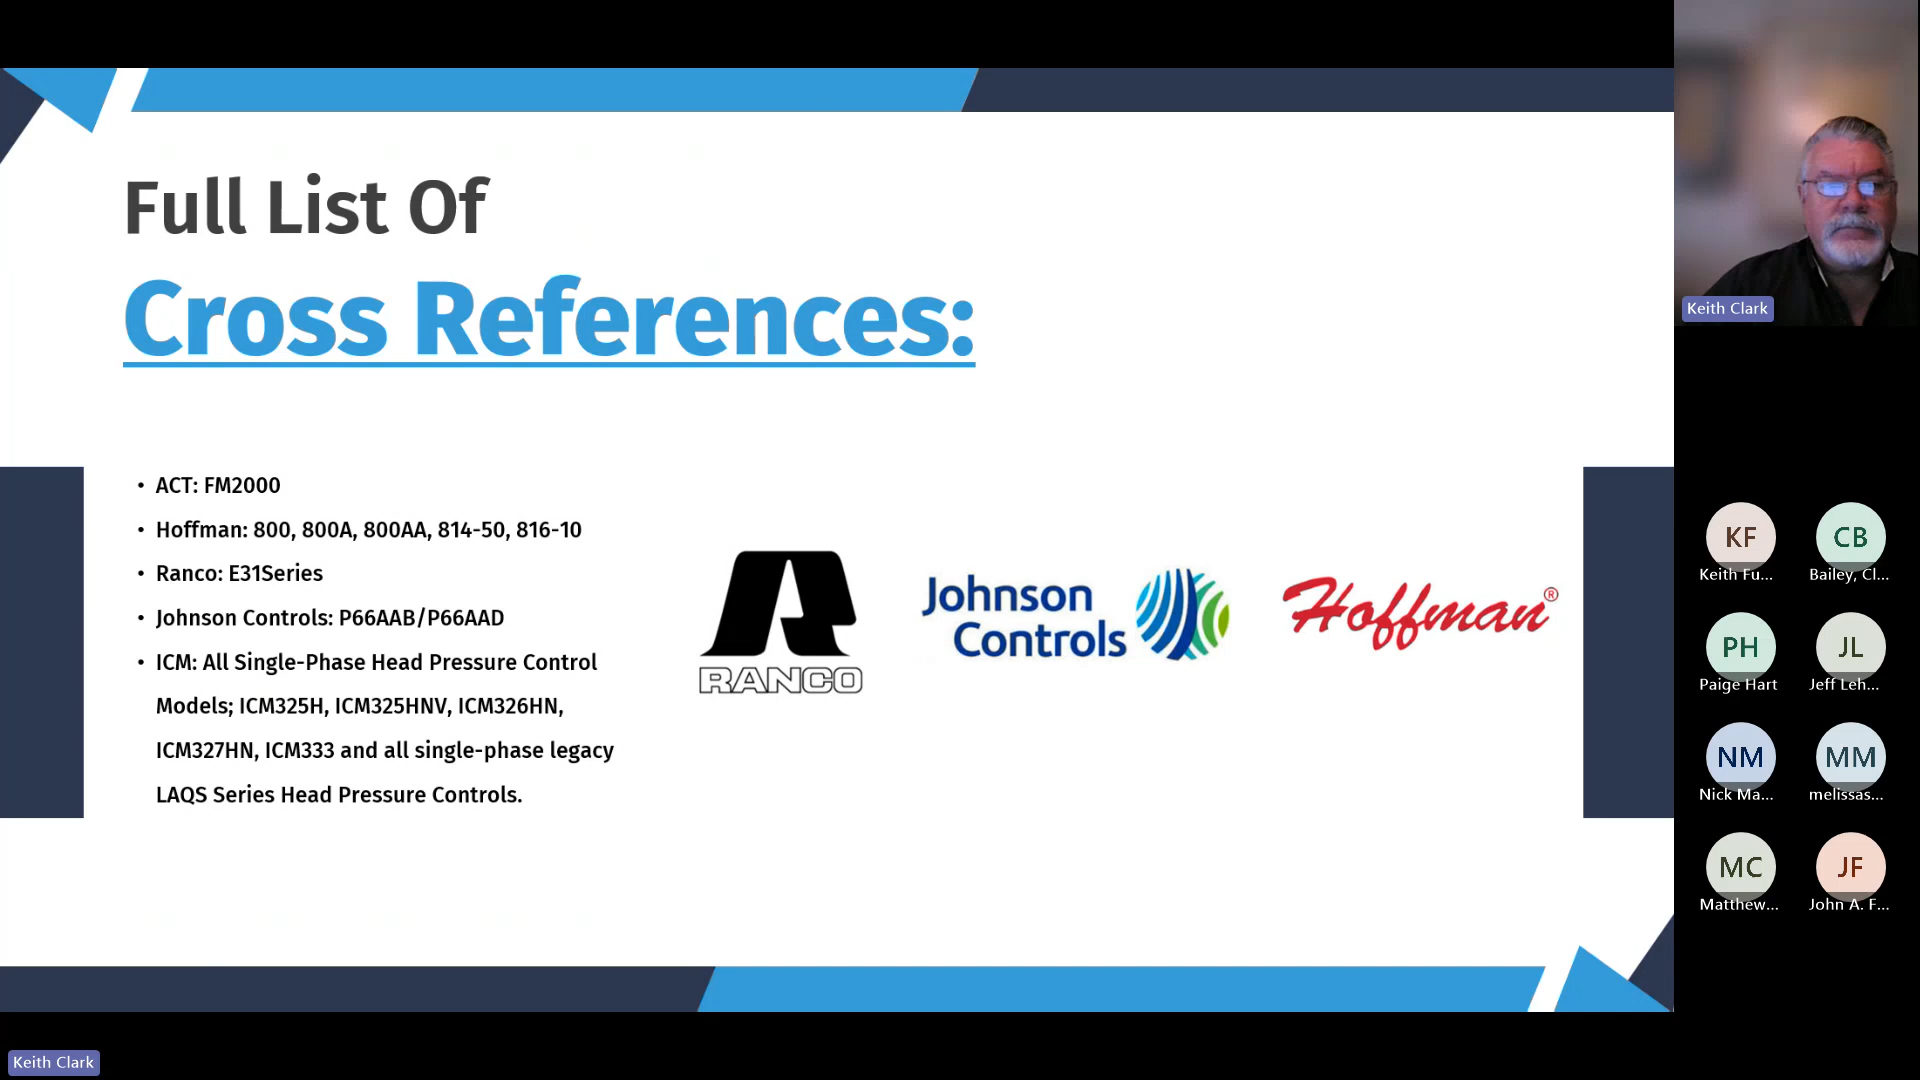 Full List Of
Cross References:
• ACT: FM2000
• Hoffman: 800, 800A, 800AA, 814-50, 816-10
• Ranco: E31Series
• Johnson Controls: P66AAB/P66AAD
• ICM: All Single-Phase Head Pressure Control
Models; ICM325H, ICM325HNV, ICM326HN,
ICM327HN, ICM333 and all single-phase legacy
LAQS Series Head Pressure Controls.
RANCO
Johnson
Controls
Hoffman®
Keith Clark
KF
Keith Fu...
CB
Bailey, Cl...
PH
Paige Hart
JL
Jeff Leh...
NM
Nick Ma...
MM
melissas...
MC
Matthew...
JF
John A. F...
Keith Clark